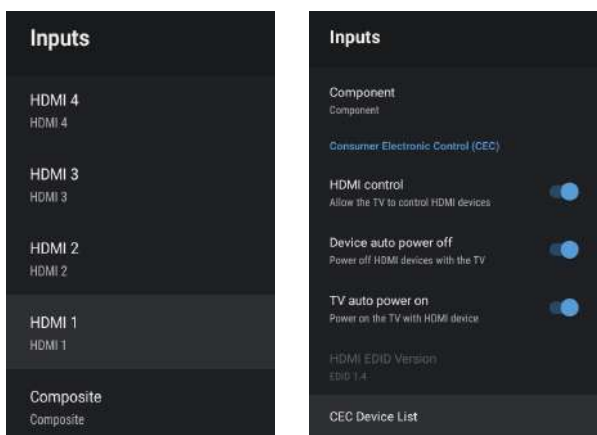 Inputs
HDMI 4
HDMI 4
HDMI 3
HDMI 3
HDMI 2
HDMI 2
HDMI 1
HDMI 1
Composite
Composite
Inputs
Component
Component
Consumer Electronic Control (CEC)
HDMI control
Allow the TV to control HDMI devices
Device auto power off
Power off HDMI devices with the TV
TV auto power on
Power on the TV with HDMI device
HDMI EDID Version
EDID 1.4
CEC Device List